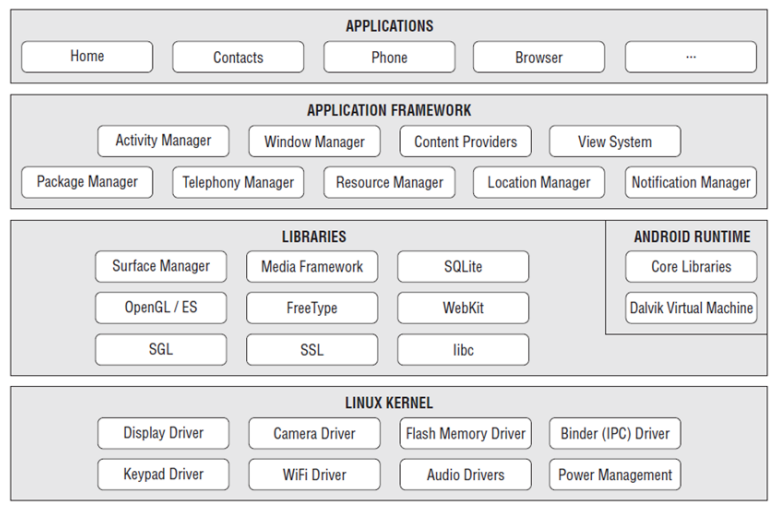 APPLICATIONS
Home Contacts Phone Browser ...
APPLICATION FRAMEWORK
Activity Manager Window Manager Content Providers View System
Package Manager Telephony Manager Resource Manager Location Manager Notification Manager
LIBRARIES
Surface Manager Media Framework SQLite
OpenGL / ES FreeType WebKit
SGL SSL libc
ANDROID RUNTIME
Core Libraries
Dalvik Virtual Machine
LINUX KERNEL
Display Driver Camera Driver Flash Memory Driver Binder (IPC) Driver
Keypad Driver WiFi Driver Audio Drivers Power Management